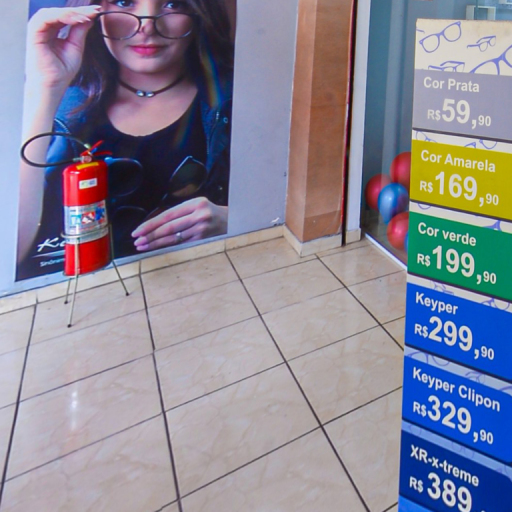 Cor Prata
R$59,90
Cor Amarela
R$169,90
Cor verde
R$199,90
Keyper
R$299,90
Keyper Clipon
R$329,90
XR-x-treme
R$389